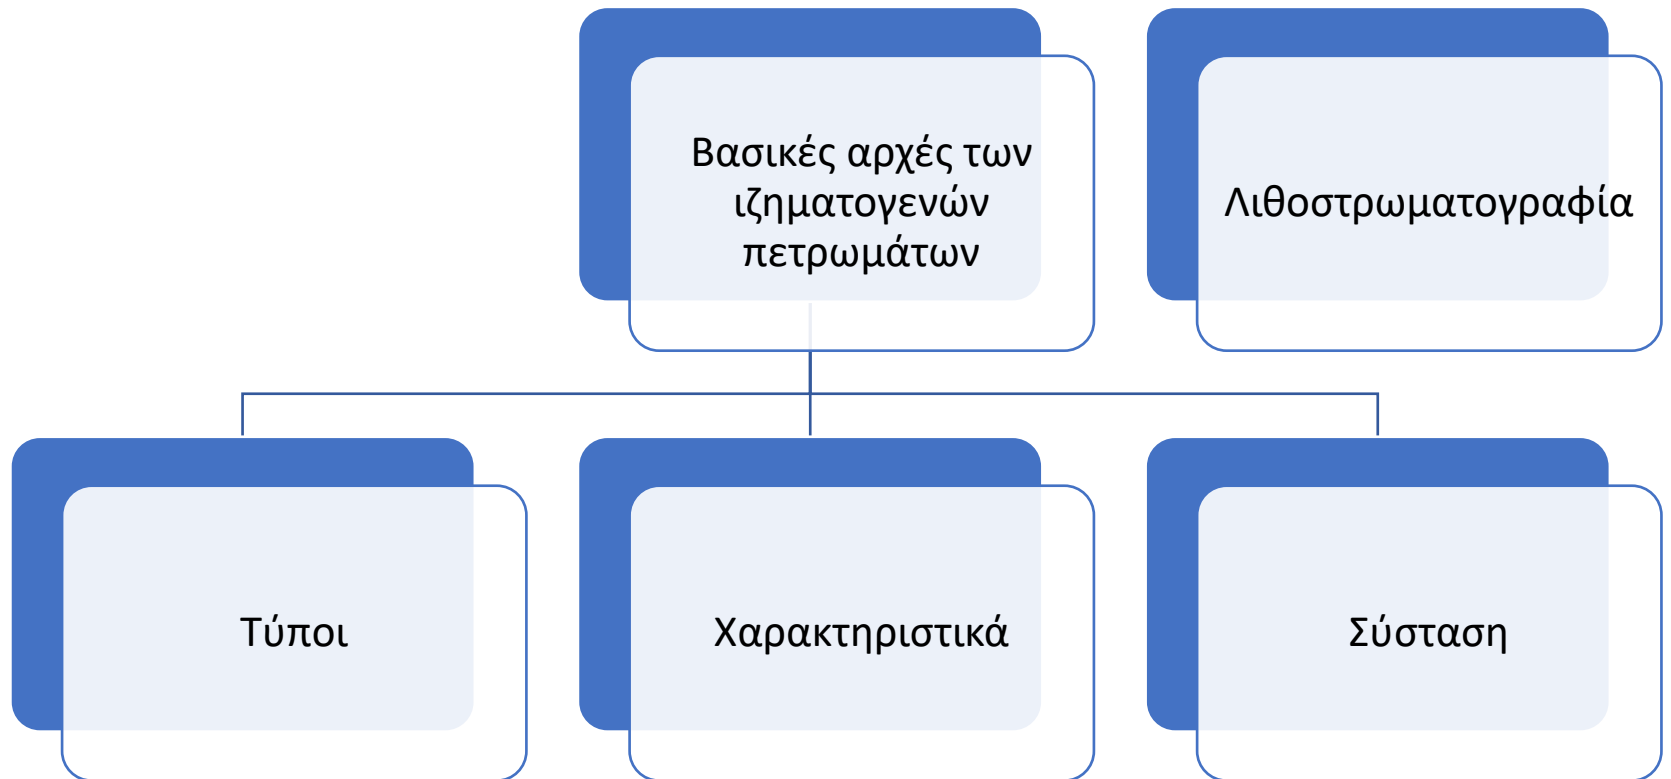 Βασικές αρχές των
ιζηματογενών
πετρωμάτων
Λιθοστρωματογραφία
Τύποι
Χαρακτηριστικά
Σύσταση